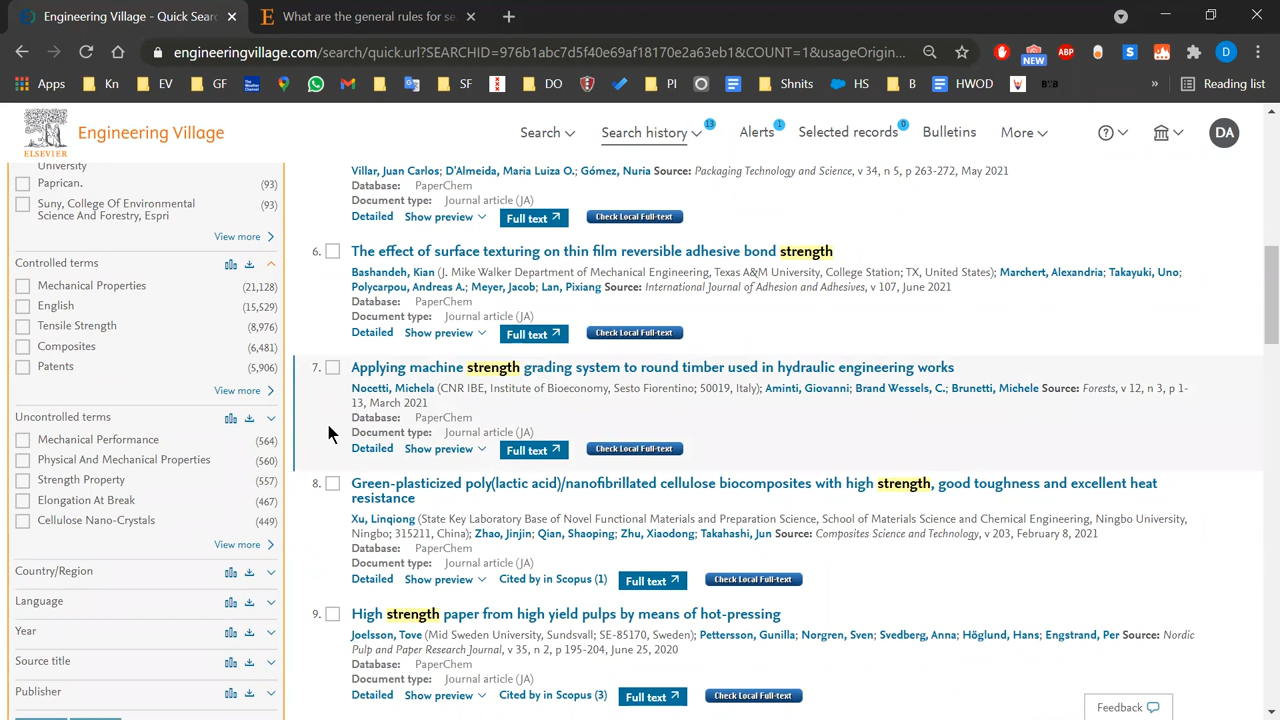 Engineering Village - Quick Sear
What are the general rules for se
engineeringvillage.com/search/quick.url?SEARCHID=976b1abc7d5f40e69af18170e2a63eb1&COUNT=1&usageOrigin...
ABP
S
D
NEW
Apps
Kn
EV
GF
SF
DO
PI
Shnits
HS
B
HWOD
»
Reading list
ELSEVIER
Engineering Village
Search
Search history
13
Alerts
1
Selected records
0
Bulletins
More
DA
University
Paprican. (93)
Suny, College Of Environmental (93)
Science And Forestry, Espri
View more
Controlled terms
Mechanical Properties (21,128)
English (15,529)
Tensile Strength (8,976)
Composites (6,481)
Patents (5,906)
View more
Uncontrolled terms
Mechanical Performance (564)
Physical And Mechanical Properties (560)
Strength Property (557)
Elongation At Break (467)
Cellulose Nano-Crystals (449)
View more
Country/Region
Language
Year
Source title
Publisher
Villar, Juan Carlos; D'Almeida, Maria Luiza O.; Gómez, Nuria Source: Packaging Technology and Science, v 34, n 5, p 263-272, May 2021
Database: PaperChem
Document type: Journal article (JA)
Detailed Show preview Full text Check Local Full-text
6. The effect of surface texturing on thin film reversible adhesive bond strength
Bashandeh, Kian (J. Mike Walker Department of Mechanical Engineering, Texas A&M University, College Station; TX, United States); Marchert, Alexandria; Takayuki, Uno;
Polycarpou, Andreas A.; Meyer, Jacob; Lan, Pixiang Source: International Journal of Adhesion and Adhesives, v 107, June 2021
Database: PaperChem
Document type: Journal article (JA)
Detailed Show preview Full text Check Local Full-text
7. Applying machine strength grading system to round timber used in hydraulic engineering works
Nocetti, Michela (CNR IBE, Institute of Bioeconomy, Sesto Fiorentino; 50019, Italy); Aminti, Giovanni; Brand Wessels, C.; Brunetti, Michele Source: Forests, v 12, n 3, p 1-
13, March 2021
Database: PaperChem
Document type: Journal article (JA)
Detailed Show preview Full text Check Local Full-text
8. Green-plasticized poly(lactic acid)/nanofibrillated cellulose biocomposites with high strength, good toughness and excellent heat
resistance
Xu, Linqiong (State Key Laboratory Base of Novel Functional Materials and Preparation Science, School of Materials Science and Chemical Engineering, Ningbo University,
Ningbo; 315211, China); Zhao, Jinjin; Qian, Shaoping; Zhu, Xiaodong; Takahashi, Jun Source: Composites Science and Technology, v 203, February 8, 2021
Database: PaperChem
Document type: Journal article (JA)
Detailed Show preview Cited by in Scopus (1) Full text Check Local Full-text
9. High strength paper from high yield pulps by means of hot-pressing
Joelsson, Tove (Mid Sweden University, Sundsvall; SE-85170, Sweden); Pettersson, Gunilla; Norgren, Sven; Svedberg, Anna; Höglund, Hans; Engstrand, Per Source: Nordic
Pulp and Paper Research Journal, v 35, n 2, p 195-204, June 25, 2020
Database: PaperChem
Document type: Journal article (JA)
Detailed Show preview Cited by in Scopus (3) Full text Check Local Full-text
Feedback